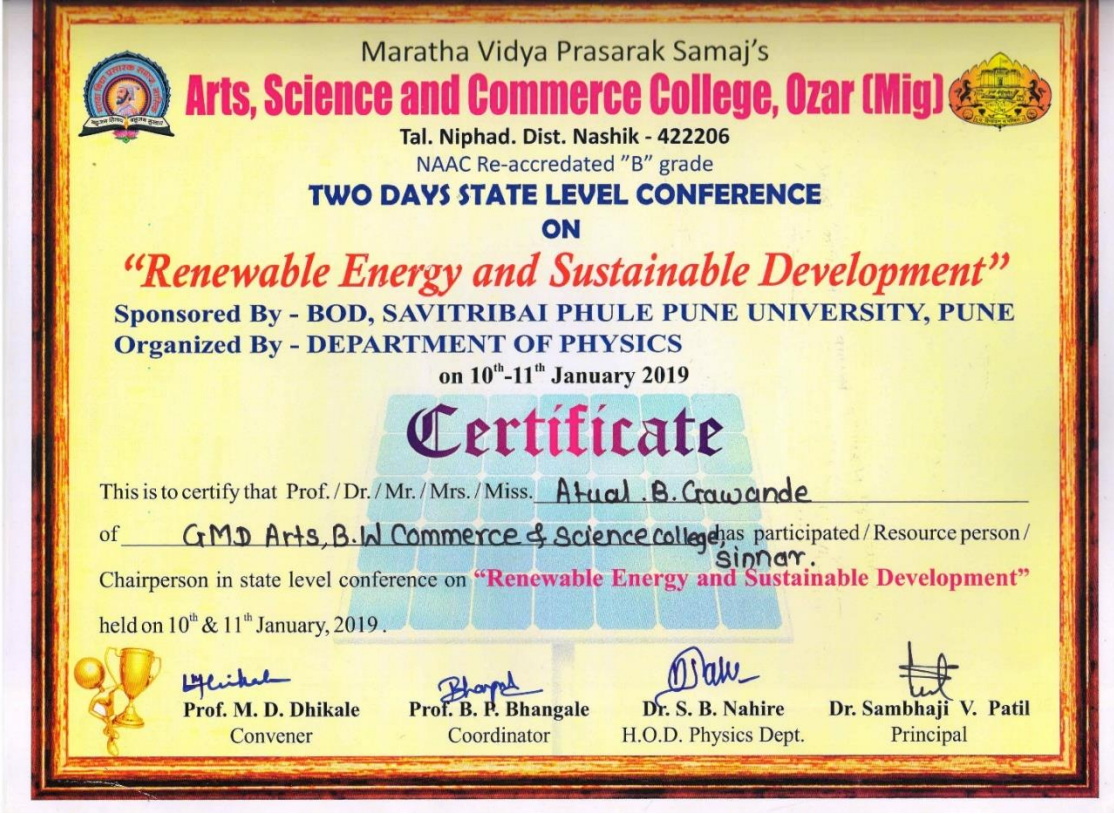 Maratha Vidya Prasarak Samaj's
Arts, Science and Commerce College, Ozar (Mig)
Tal. Niphad. Dist. Nashik - 422206
NAAC Re-accredated "B" grade
TWO DAYS STATE LEVEL CONFERENCE
ON
“Renewable Energy and Sustainable Development”
Sponsored By - BOD, SAVITRIBAI PHULE PUNE UNIVERSITY, PUNE
Organized By - DEPARTMENT OF PHYSICS
on 10th-11th January 2019
Certificate
This is to certify that Prof. / Dr. / Mr. / Mrs. / Miss. Atual .B. Gawande
of GMD Arts, B.W Commerce & Science college, has participated / Resource person /
sinnar.
Chairperson in state level conference on “Renewable Energy and Sustainable Development”
held on 10th & 11th January, 2019 .
Prof. M. D. Dhikale Prof. B. P. Bhangale Dr. S. B. Nahire Dr. Sambhaji V. Patil
Convener Coordinator H.O.D. Physics Dept. Principal